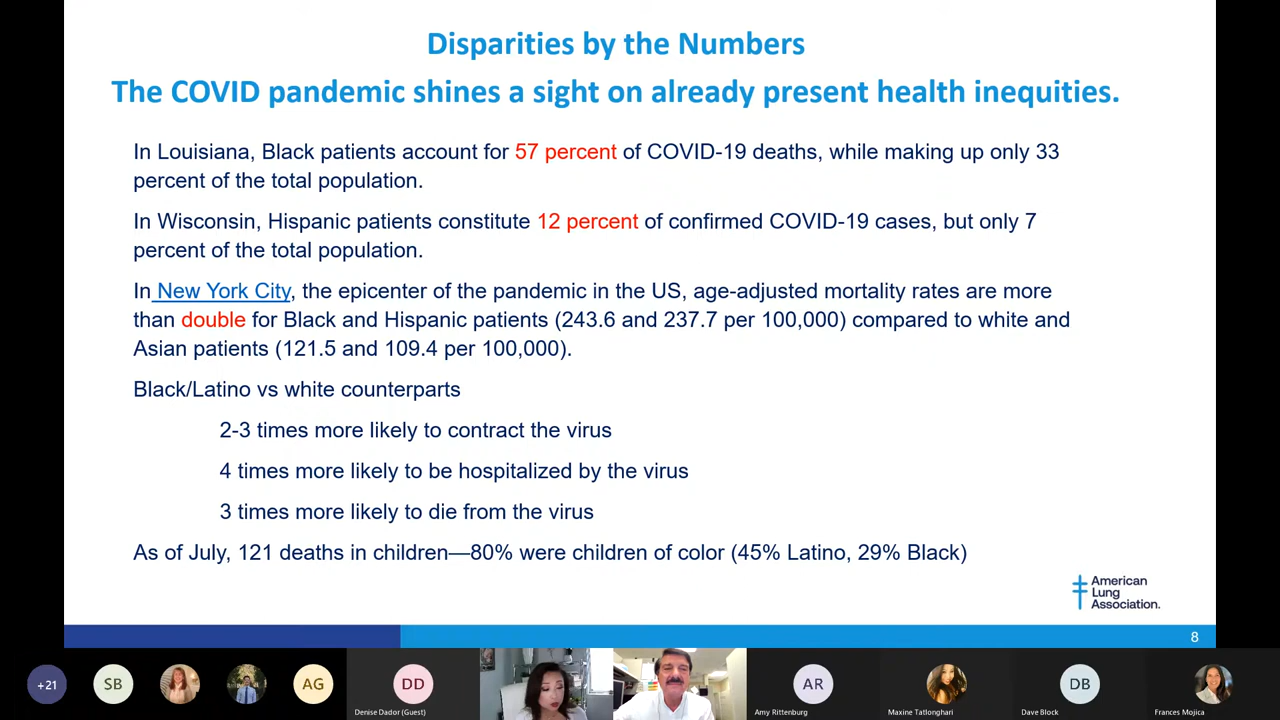 Disparities by the Numbers
The COVID pandemic shines a sight on already present health inequities.
In Louisiana, Black patients account for 57 percent of COVID-19 deaths, while making up only 33
percent of the total population.
In Wisconsin, Hispanic patients constitute 12 percent of confirmed COVID-19 cases, but only 7
percent of the total population.
In New York City, the epicenter of the pandemic in the US, age-adjusted mortality rates are more
than double for Black and Hispanic patients (243.6 and 237.7 per 100,000) compared to white and
Asian patients (121.5 and 109.4 per 100,000).
Black/Latino vs white counterparts
2-3 times more likely to contract the virus
4 times more likely to be hospitalized by the virus
3 times more likely to die from the virus
As of July, 121 deaths in children—80% were children of color (45% Latino, 29% Black)
American
Lung
Association.
8
+21
SB
AG
DD
Denise Dador (Guest)
AR
Amy Rittenburg
Maxine Tatlonghari
DB
Dave Block
Frances Mojica